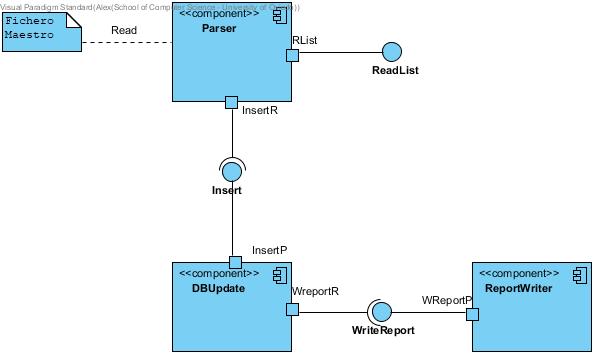 Visual Paradigm Standard(Alex(School of Computer Science - University of Oviedo))
Fichero
Maestro
Read
<<component>>
Parser
RList
ReadList
InsertR
Insert
InsertP
<<component>>
DBUpdate
WreportR
WriteReport
WReportP
<<component>>
ReportWriter